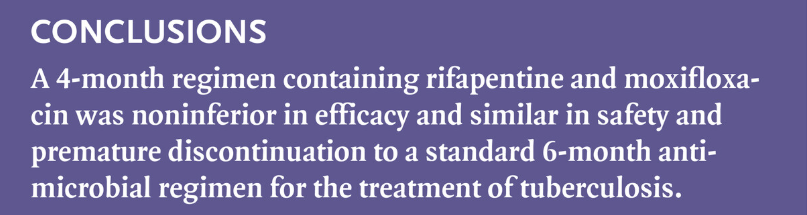 CONCLUSIONS
A 4-month regimen containing rifapentine and moxifloxa-
cin was noninferior in efficacy and similar in safety and
premature discontinuation to a standard 6-month anti-
microbial regimen for the treatment of tuberculosis.